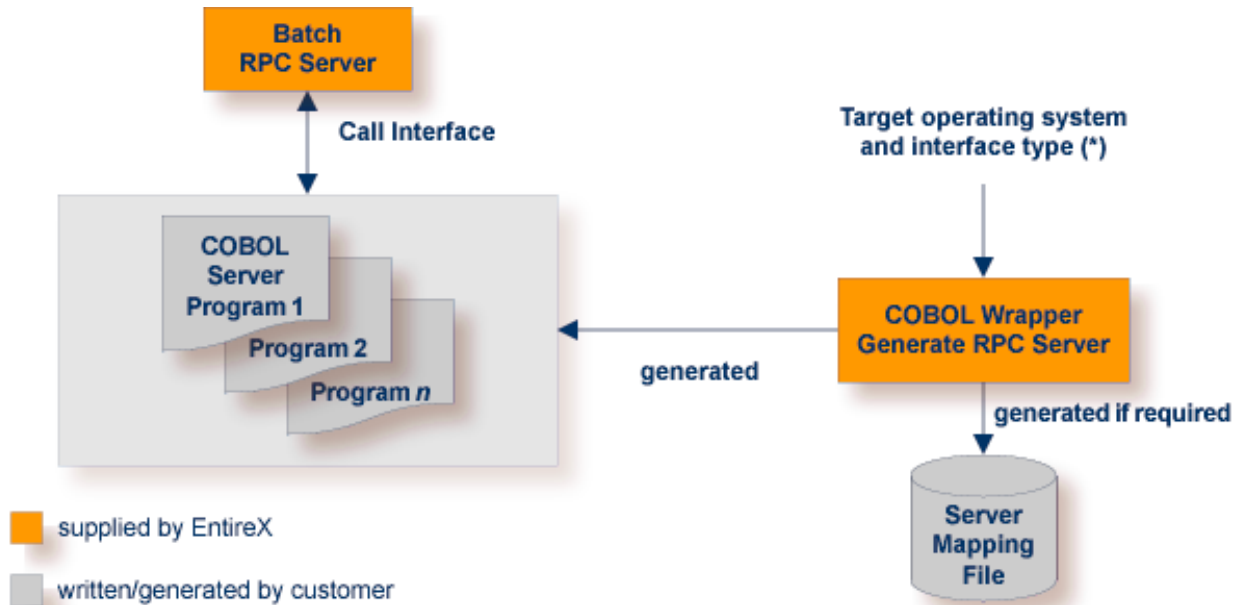 Batch
RPC Server
Call Interface
Target operating system
and interface type (*)
COBOL
Server
Program 1
Program 2
Program n
COBOL Wrapper
Generate RPC Server
generated
generated if required
Server
Mapping
File
supplied by EntireX
written/generated by customer